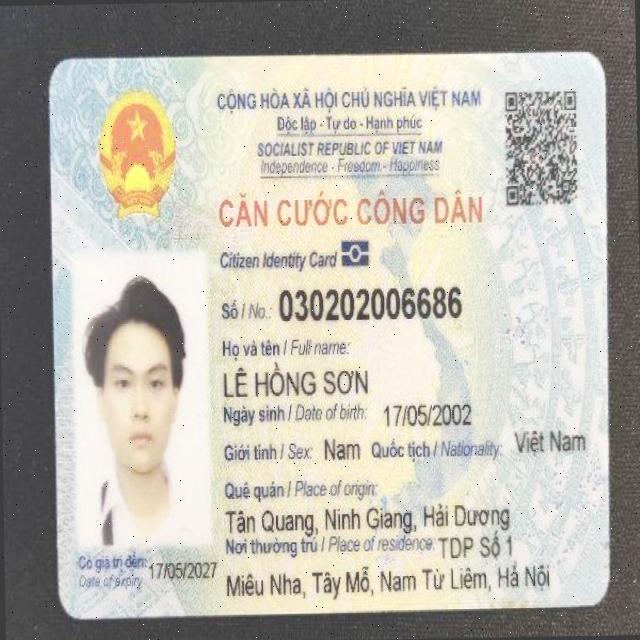 CỘNG HÒA XÃ HỘI CHỦ NGHĨA VIỆT NAM
Độc lập - Tự do - Hạnh phúc
SOCIALIST REPUBLIC OF VIET NAM
Independence - Freedom - Happiness
CĂN CƯỚC CÔNG DÂN
Citizen Identity Card
Số / No.: 030202006686
Họ và tên / Full name:
LÊ HỒNG SƠN
Ngày sinh / Date of birth: 17/05/2002
Giới tính / Sex: Nam Quốc tịch / Nationality: Việt Nam
Quê quán / Place of origin:
Tân Quang, Ninh Giang, Hải Dương
Nơi thường trú / Place of residence: TDP Số 1
Miêu Nha, Tây Mỗ, Nam Từ Liêm, Hà Nội
Có giá trị đến: 17/05/2027
Date of expiry